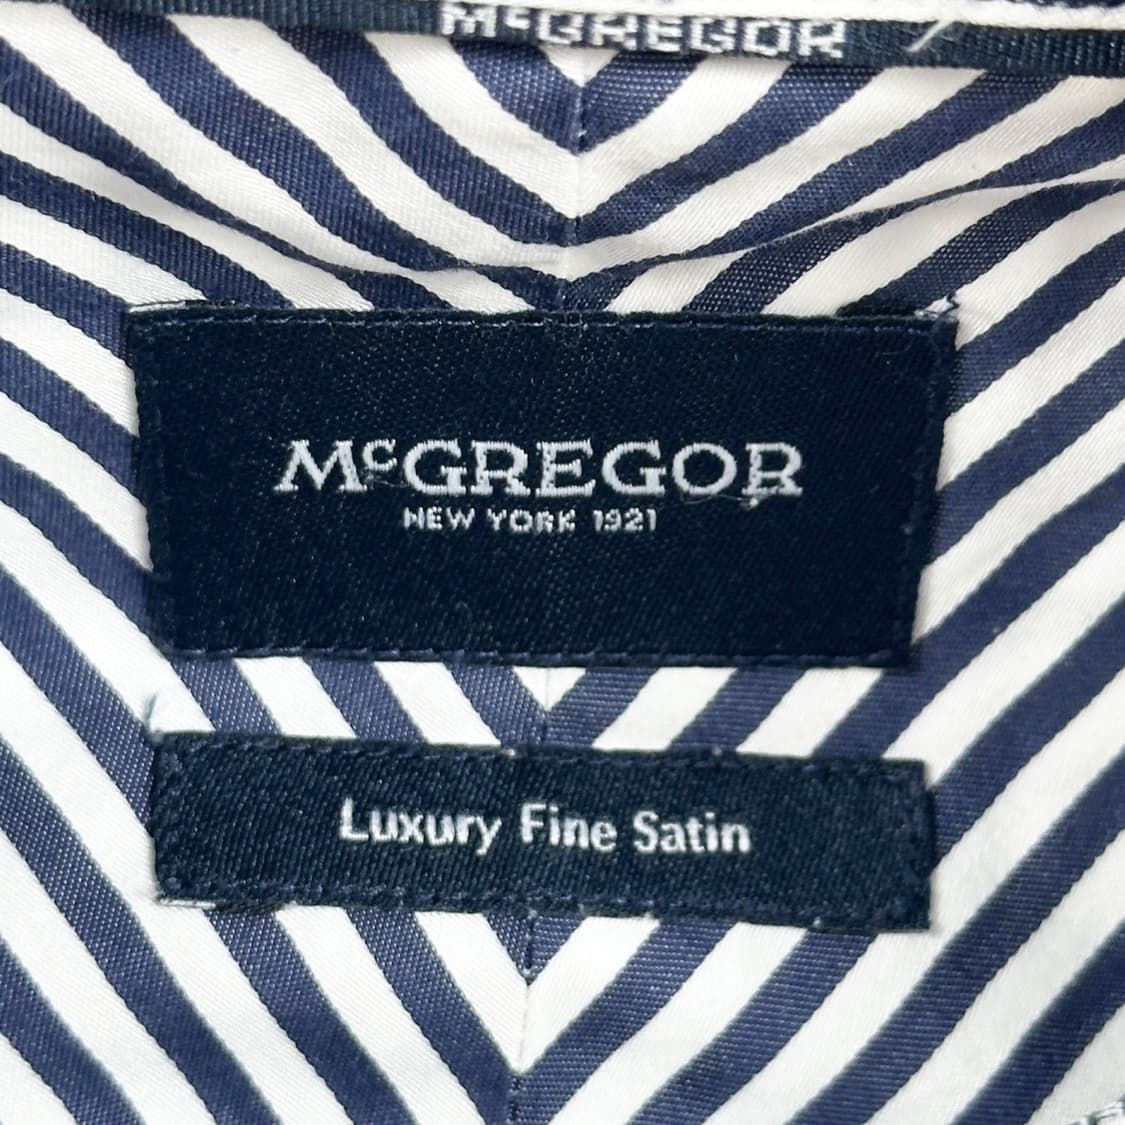 McGREGOR
McGREGOR
NEW YORK 1921
Luxury Fine Satin